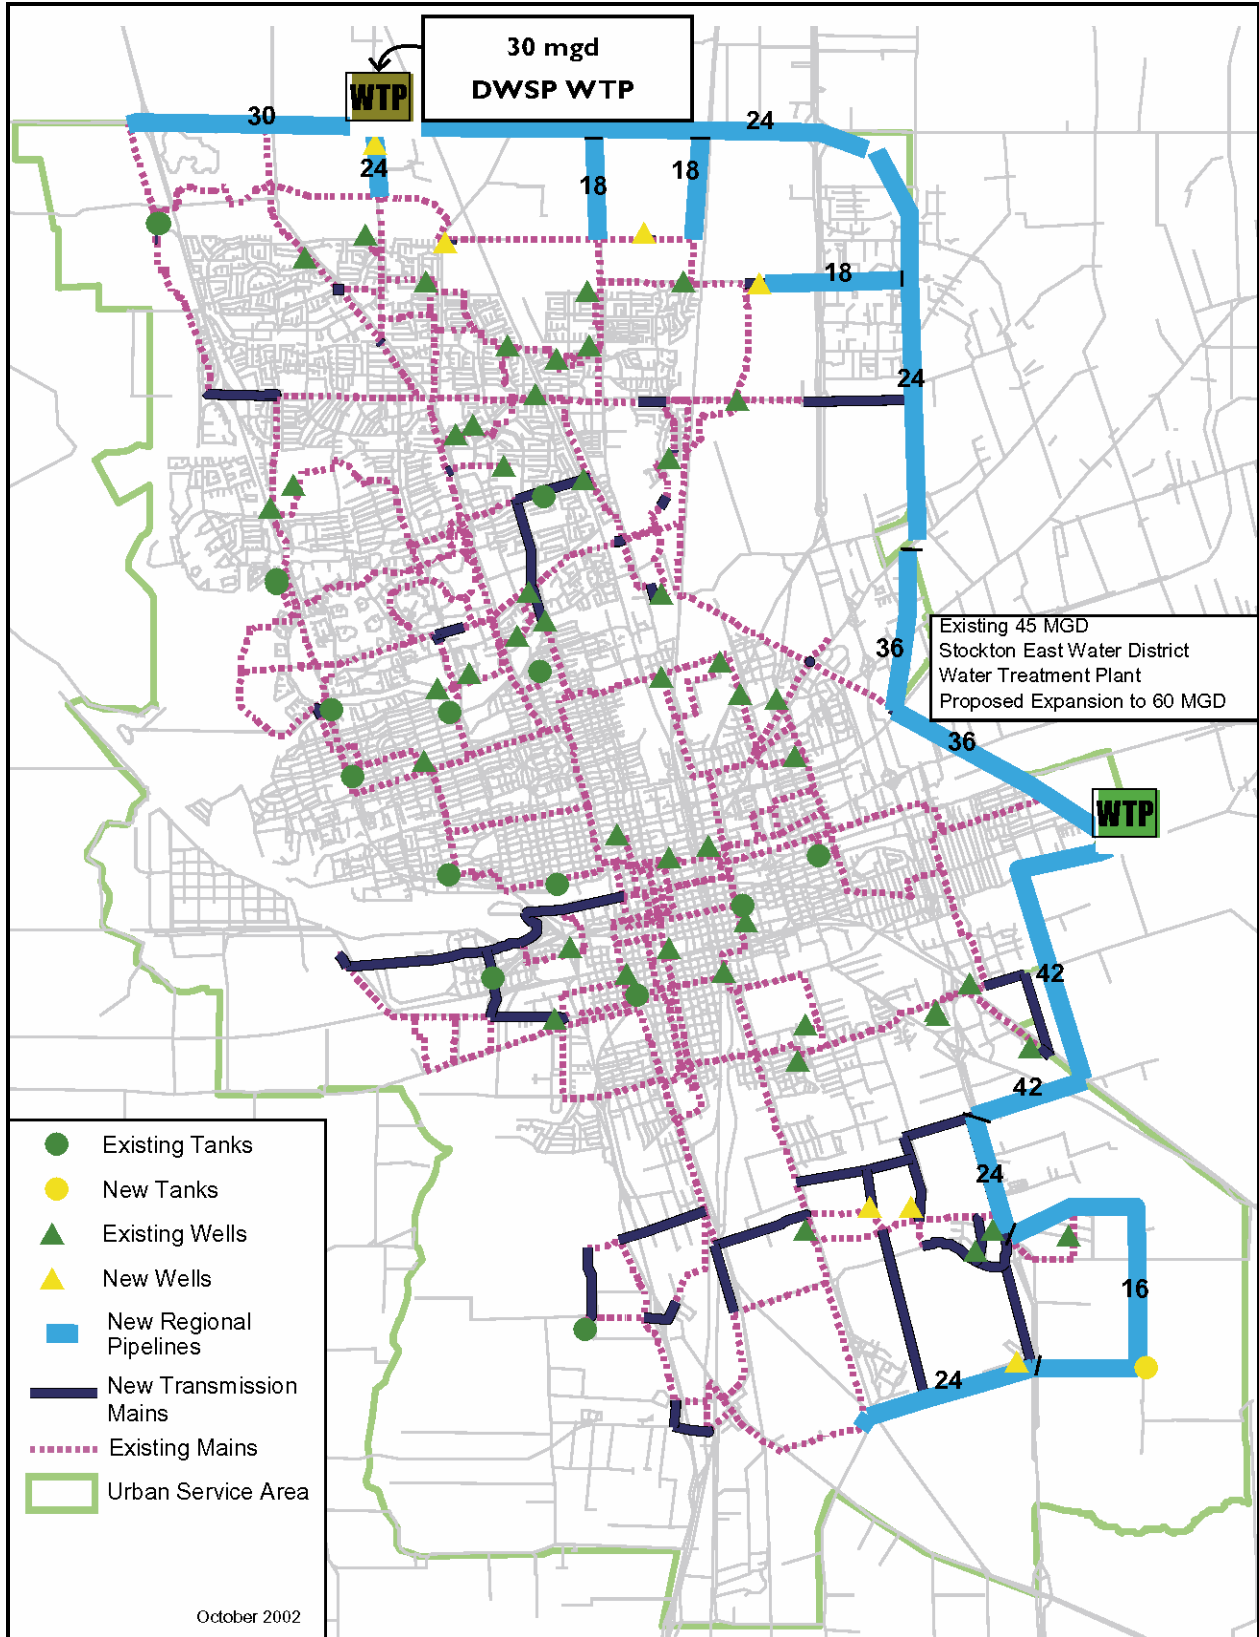 30 mgd
DWSP WTP
WTP
30
24
24
18
18
18
24
36
Existing 45 MGD
Stockton East Water District
Water Treatment Plant
Proposed Expansion to 60 MGD
36
WTP
42
42
24
16
24
Existing Tanks
New Tanks
Existing Wells
New Wells
New Regional
Pipelines
New Transmission
Mains
Existing Mains
Urban Service Area
October 2002